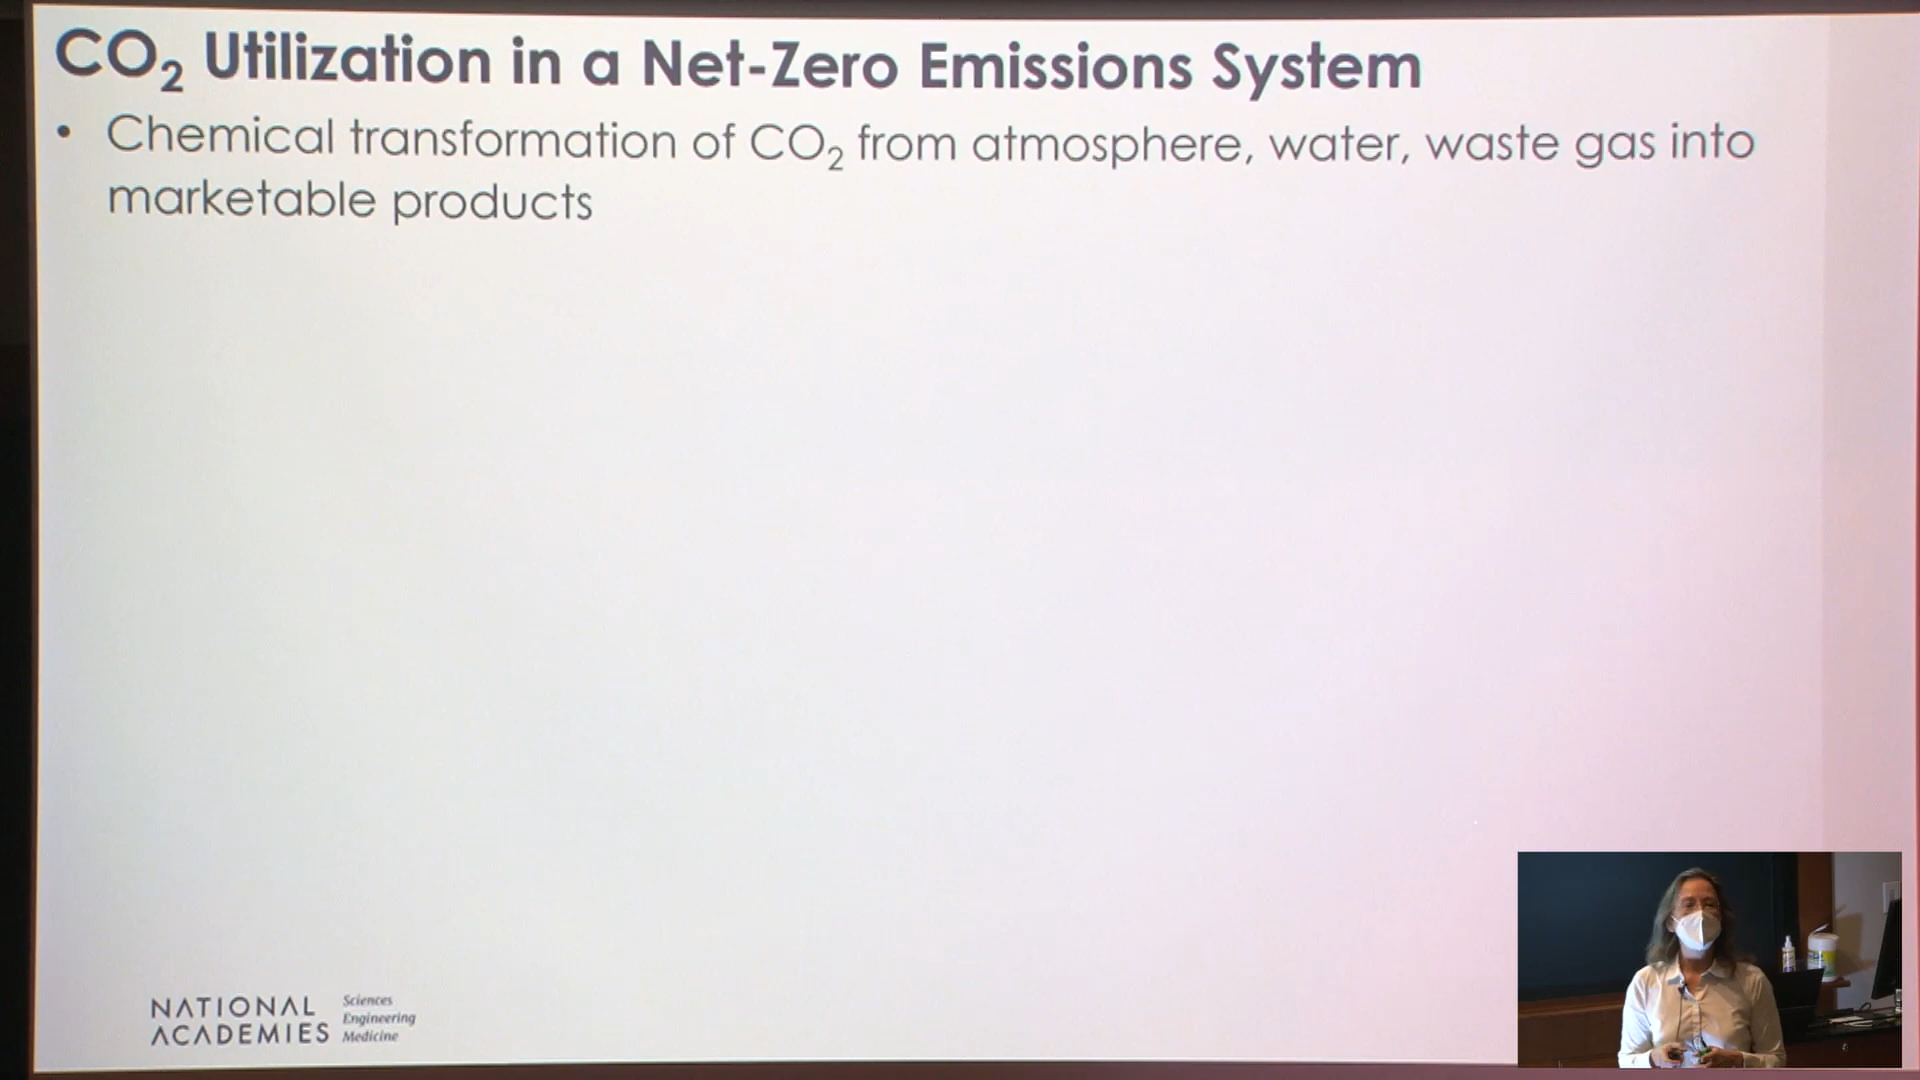 CO₂ Utilization in a Net-Zero Emissions System
• Chemical transformation of CO₂ from atmosphere, water, waste gas into
marketable products
NATIONAL
ACADEMIES
Sciences
Engineering
Medicine